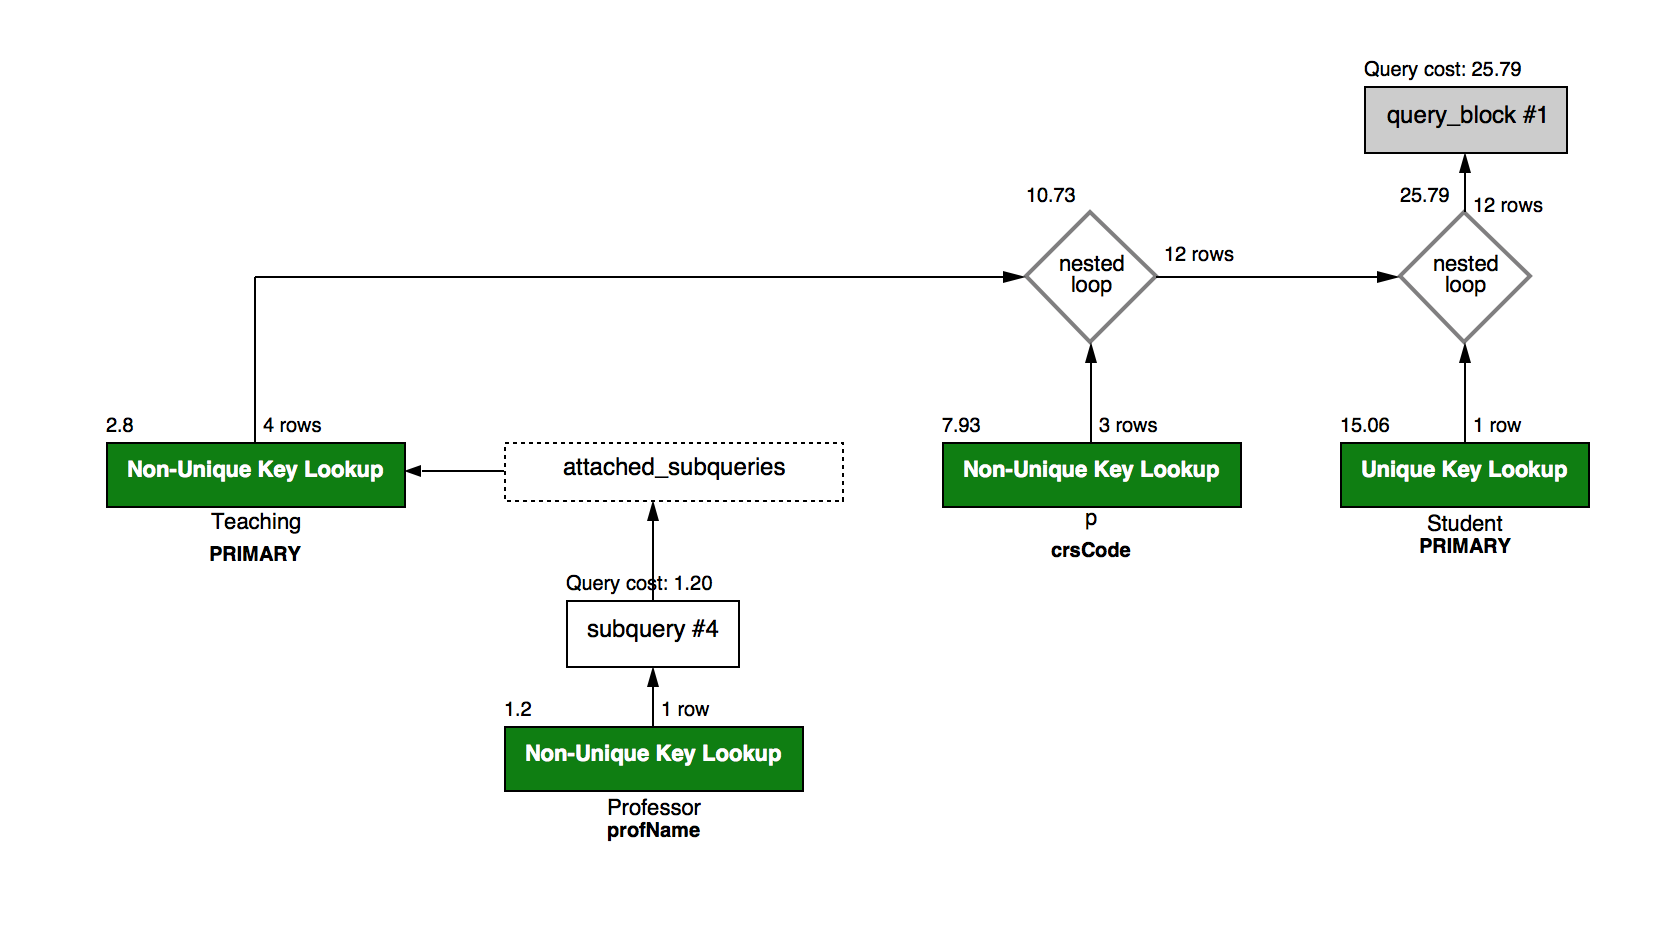 Query cost: 25.79
query_block #1
10.73
25.79
12 rows
nested
loop
12 rows
nested
loop
2.8
4 rows
Non-Unique Key Lookup
Teaching
PRIMARY
attached_subqueries
7.93
3 rows
Non-Unique Key Lookup
p
crsCode
15.06
1 row
Unique Key Lookup
Student
PRIMARY
Query cost: 1.20
subquery #4
1.2
1 row
Non-Unique Key Lookup
Professor
profName